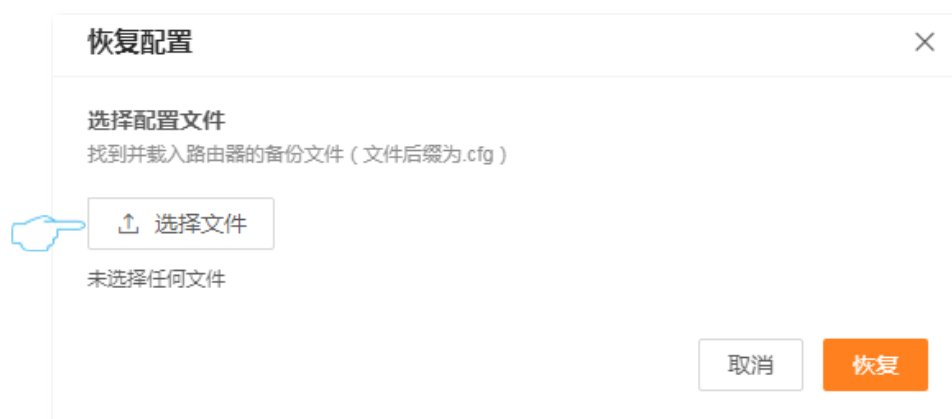 恢复配置
选择配置文件
找到并载入路由器的备份文件（文件后缀为.cfg）
选择文件
未选择任何文件
取消
恢复